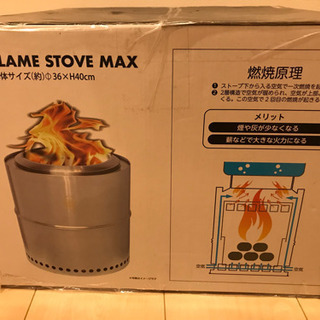 LAME STOVE MAX
体サイズ(約)Φ36×H40cm
燃焼原理
❶ ストーブ下から入る空気で一次燃焼を
2層構造で空気が暖められ、空気が上部
くる。この空気で2回目の燃焼が起きる
メリット
煙や灰が少なくなる
薪などで大きな火力になる